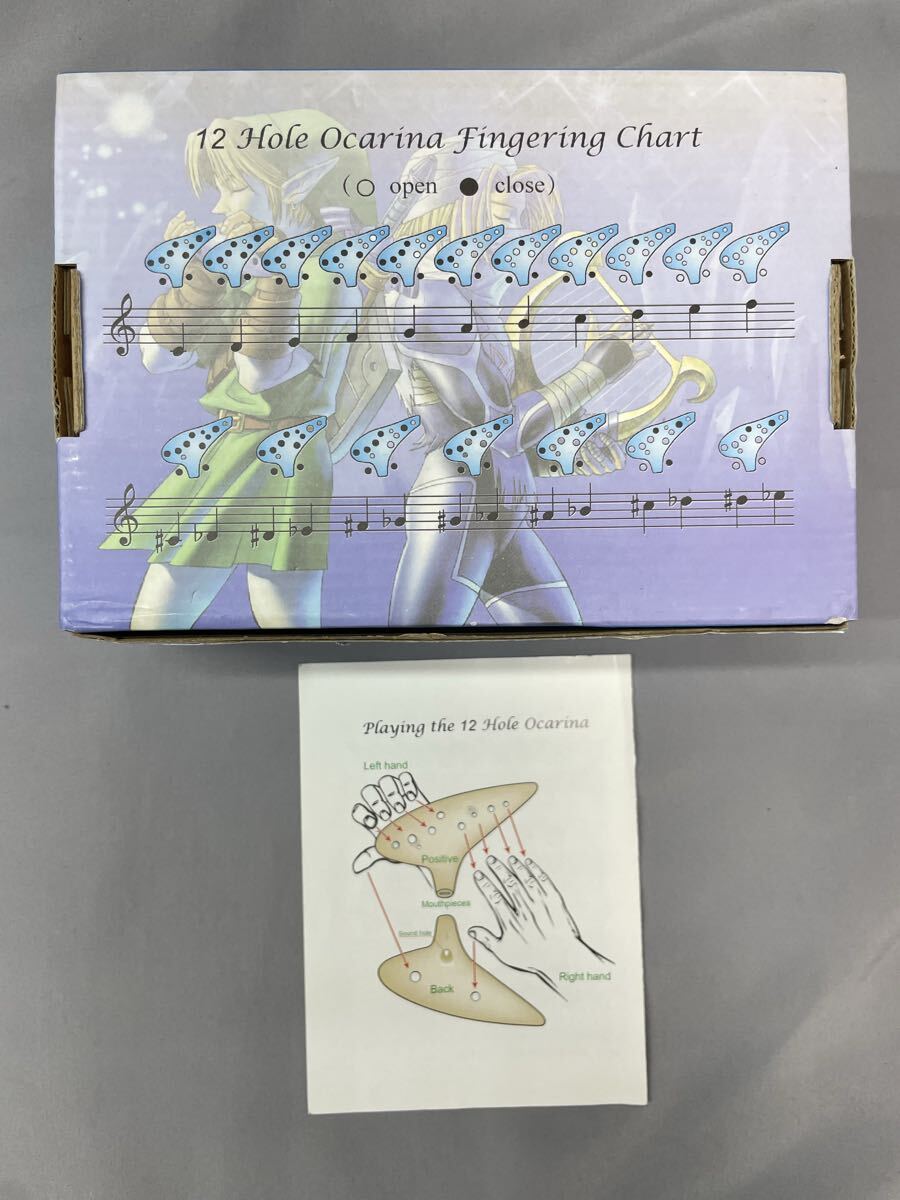 12 Hole Ocarina Fingering Chart
(○ open ● close)
Playing the 12 Hole Ocarina
Left hand
Positive
Mouthpieces
Sound hole
Back
Right hand